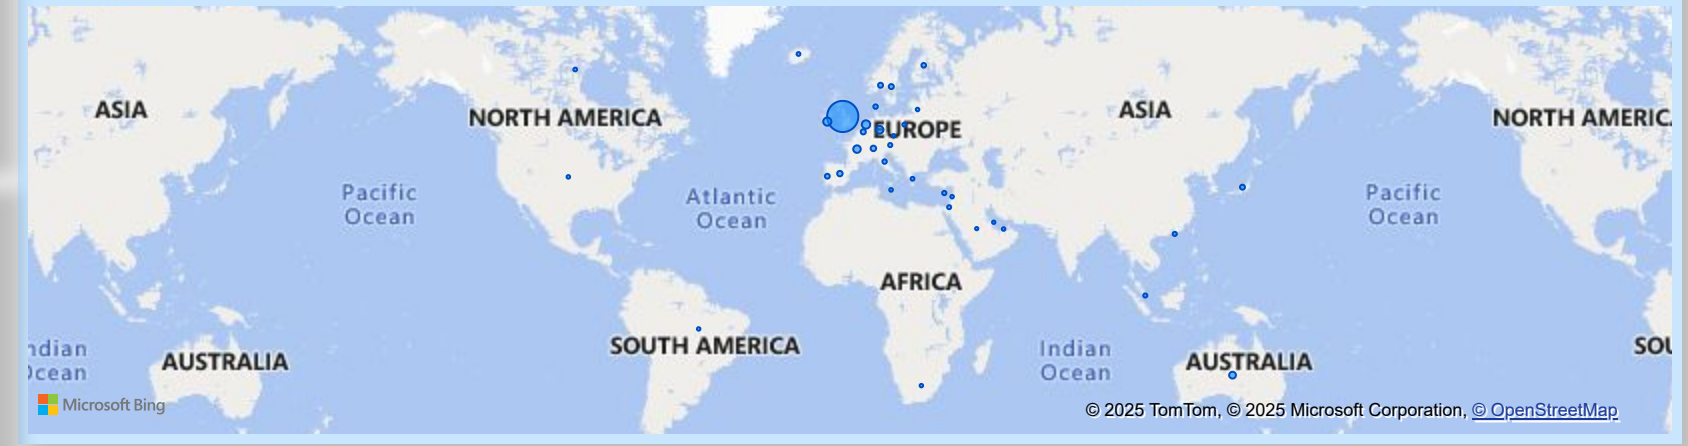 ASIA
NORTH AMERICA
EUROPE
ASIA
NORTH AMERIC
Pacific
Ocean
Atlantic
Ocean
Pacific
Ocean
AFRICA
SOUTH AMERICA
ndian
Ocean
AUSTRALIA
Indian
Ocean
AUSTRALIA
SOU
Microsoft Bing
© 2025 TomTom, © 2025 Microsoft Corporation, © OpenStreetMap